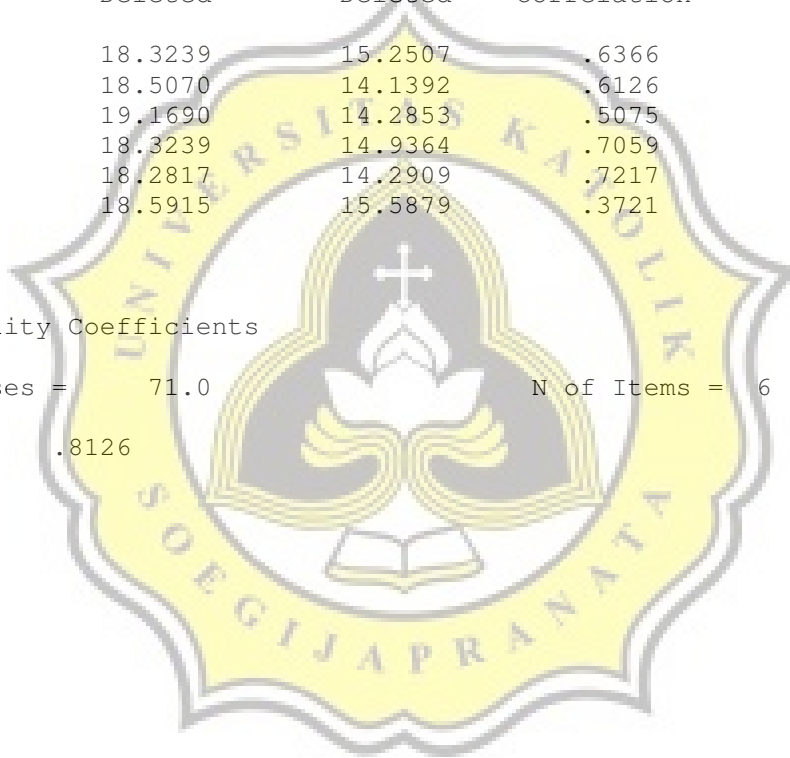 Deleted Deleted Correlation
18.3239 15.2507 .6366
18.5070 14.1392 .6126
19.1690 14.2853 .5075
18.3239 14.9364 .7059
18.2817 14.2909 .7217
18.5915 15.5879 .3721
lity Coefficients
ses = 71.0 N of Items = 6
.8126
UNIVERSITAS KATOLIK
SOEGIJAPRANATA